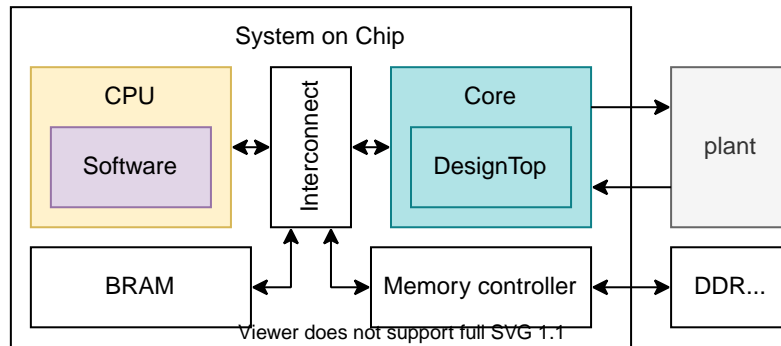 System on Chip
CPU
Software
Interconnect
Core
DesignTop
plant
BRAM
Memory controller
DDR...
Viewer does not support full SVG 1.1